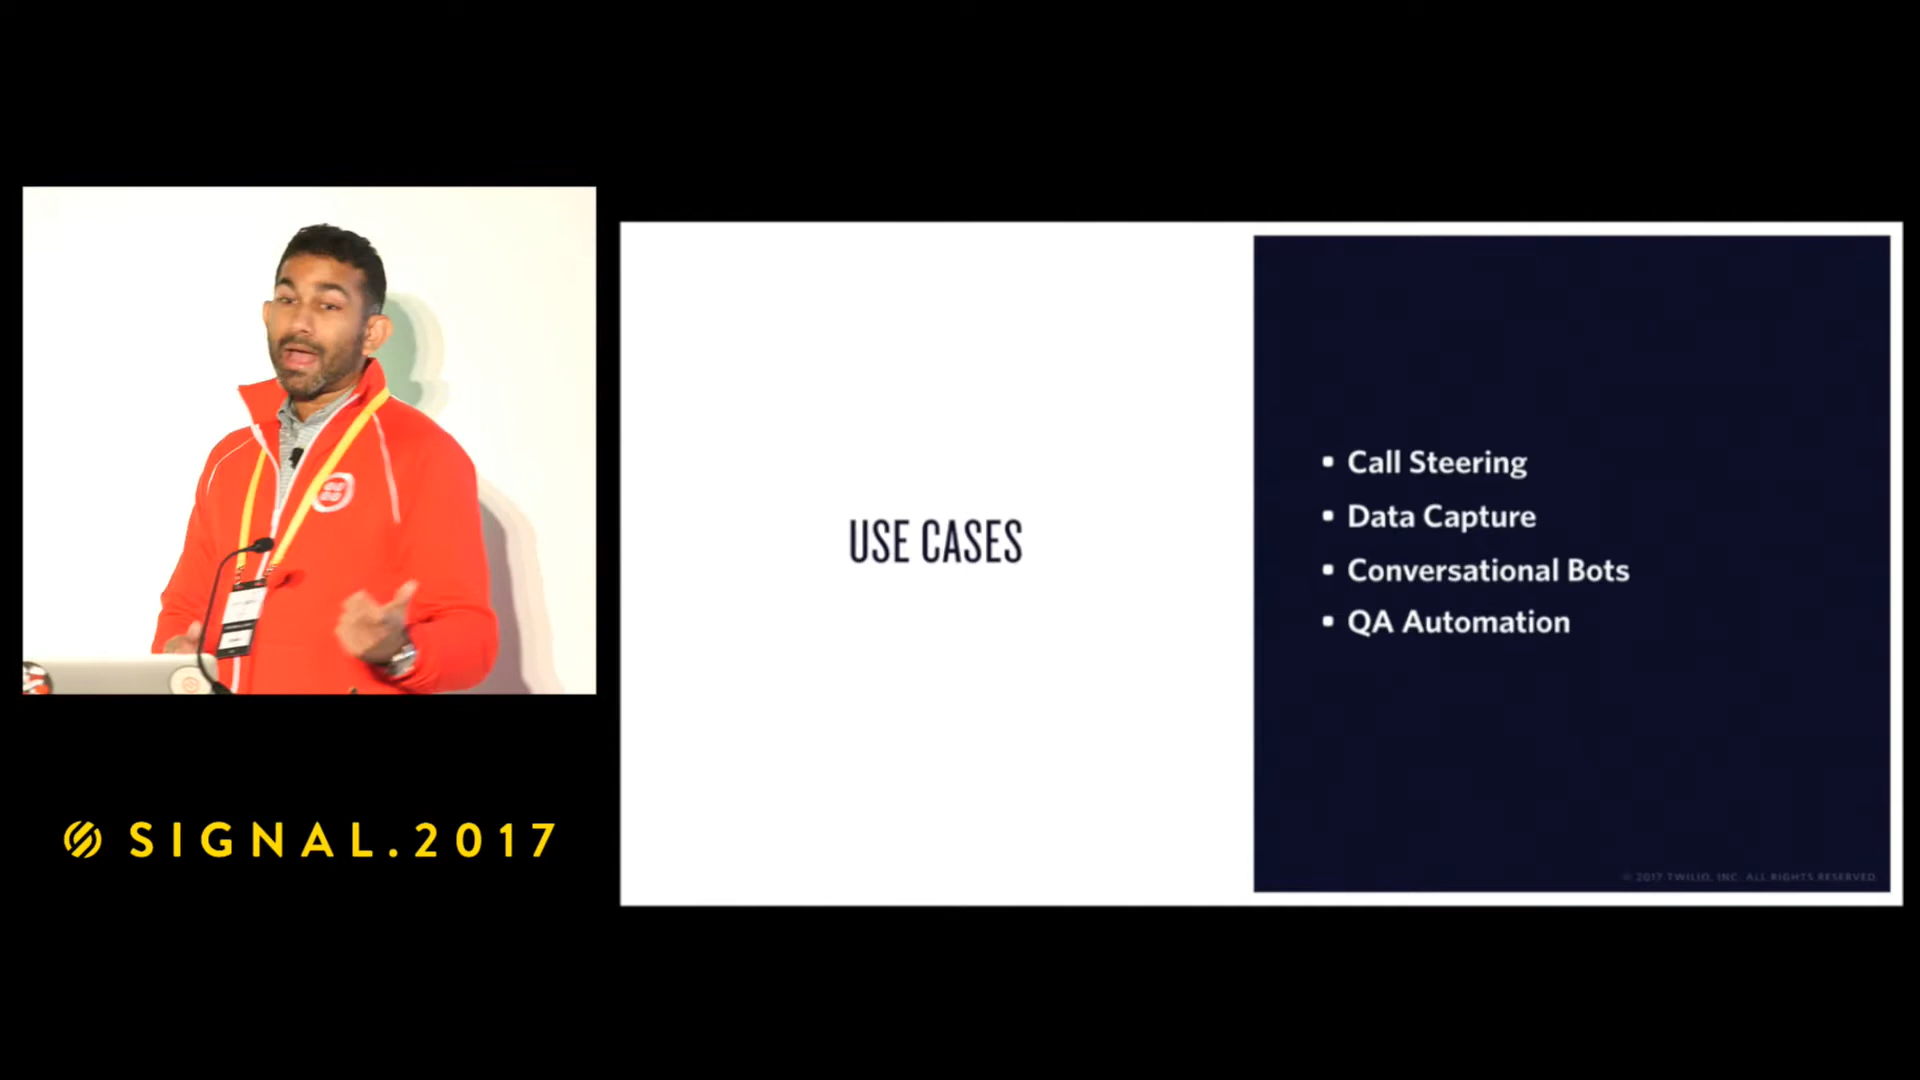 SIGNAL.2017
USE CASES
▪ Call Steering
▪ Data Capture
▪ Conversational Bots
▪ QA Automation
© 2017 TWILIO, INC. ALL RIGHTS RESERVED.